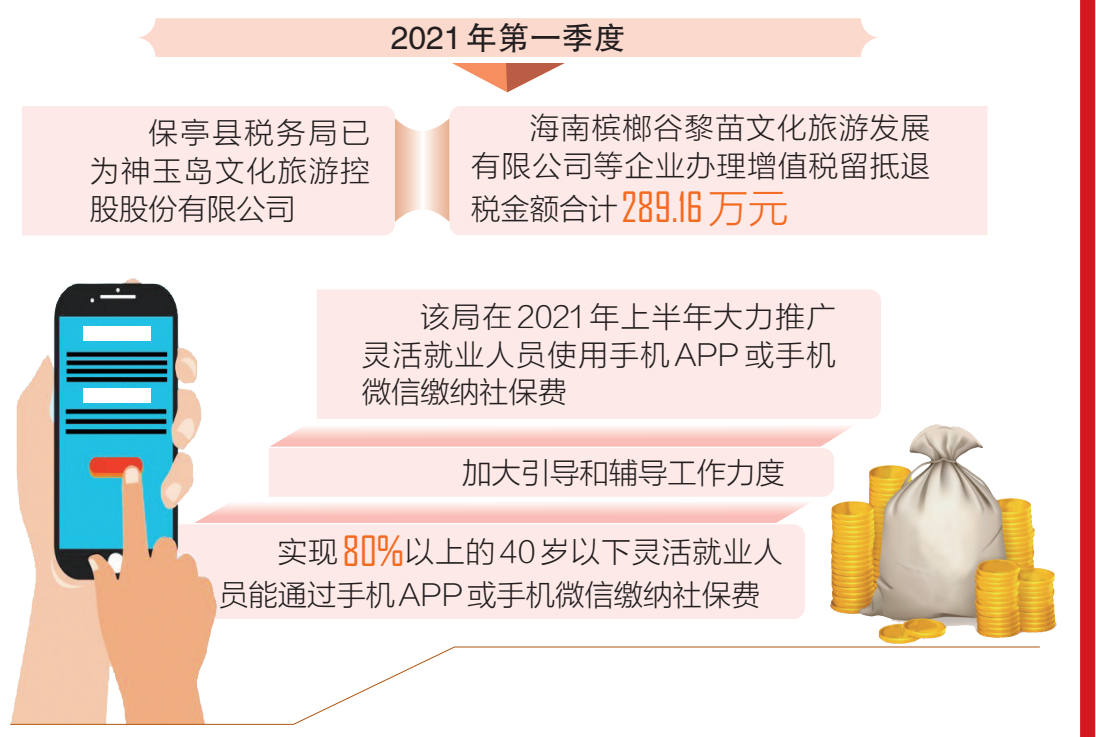 2021年第一季度
保亭县税务局已
为神玉岛文化旅游控
股股份有限公司
海南槟榔谷黎苗文化旅游发展
有限公司等企业办理增值税留抵退
税金额合计289.16万元
该局在2021年上半年大力推广
灵活就业人员使用手机APP或手机
微信缴纳社保费
加大引导和辅导工作力度
实现80%以上的40岁以下灵活就业人
员能通过手机APP或手机微信缴纳社保费